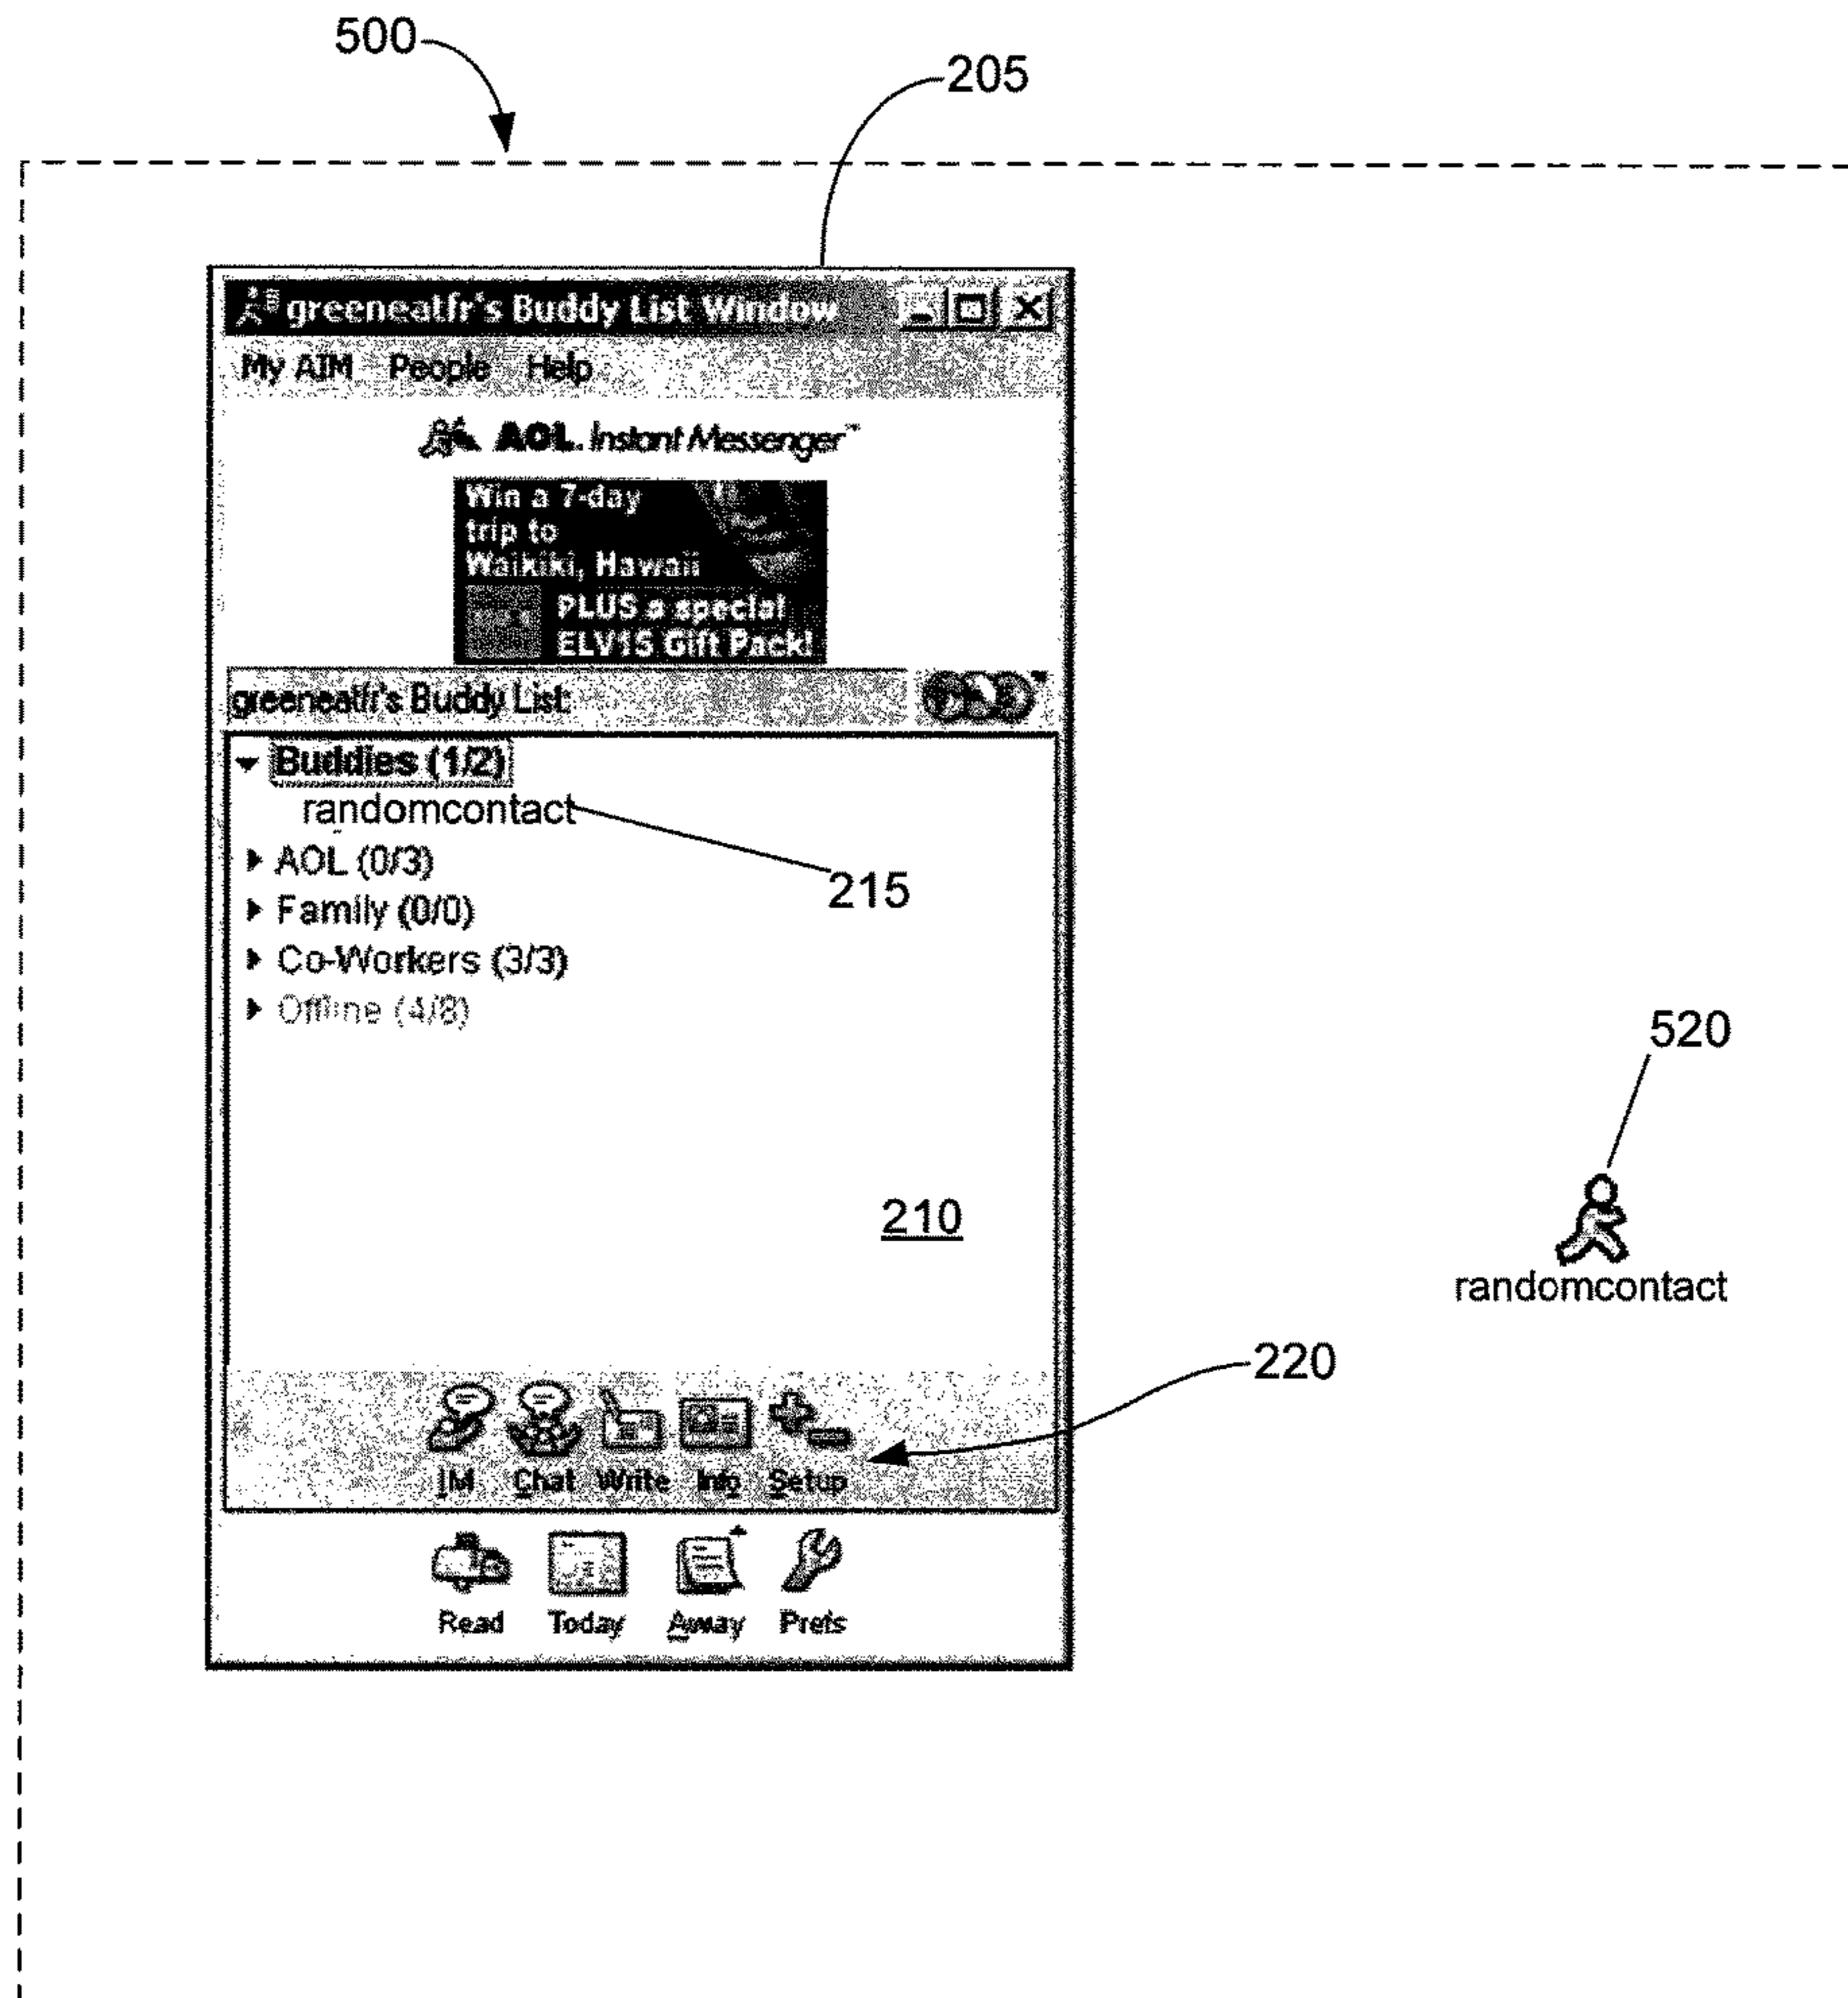 500
205
greeneatfr's Buddy List Window
My AIM People Help
AOL Instant Messenger™
Win a 7-day
trip to
Waikiki, Hawaii
PLUS a special
ELV1S Gift Pack!
greeneatfr's Buddy List:
Buddies (1/2)
randomcontact
AOL (0/3)
215
Family (0/0)
Co-Workers (3/3)
Offline (4/8)
520
210
randomcontact
220
IM Chat Write Info Setup
Read Today Away Prefs